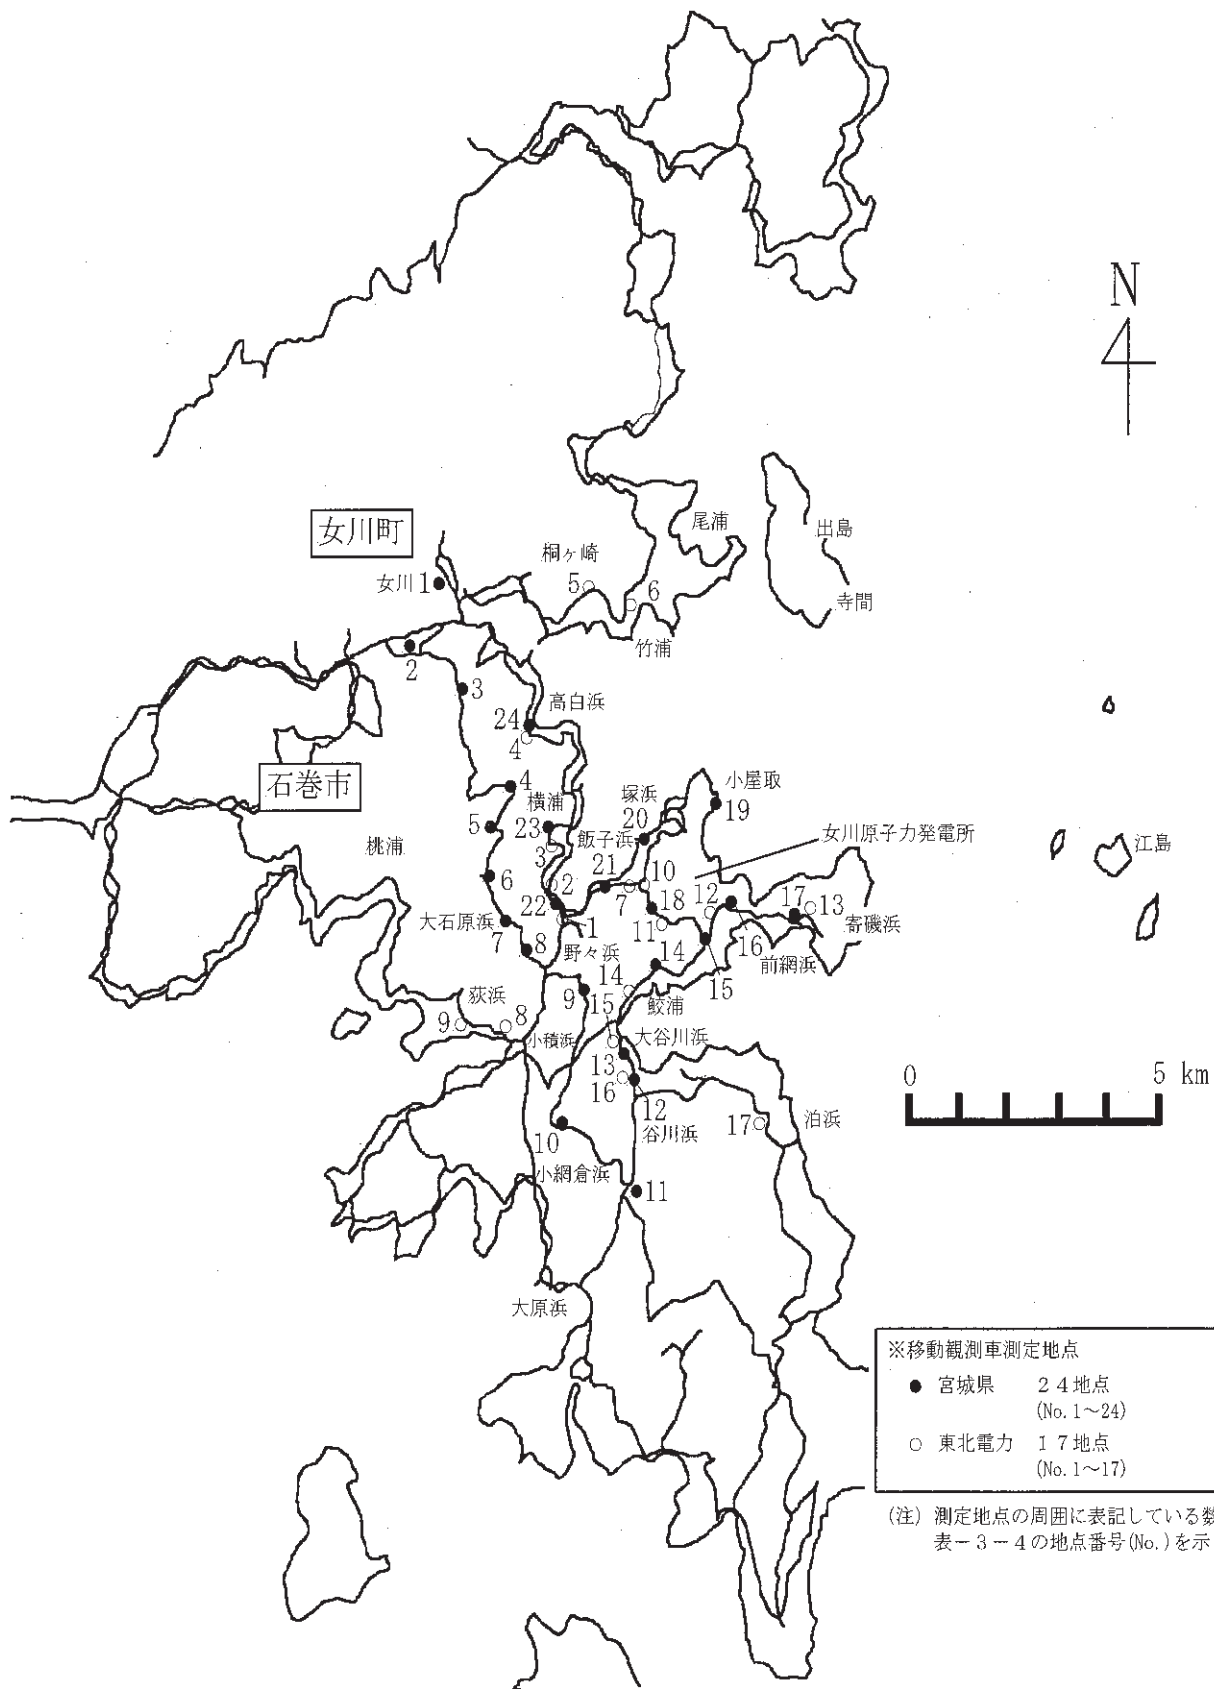 N
女川町
尾浦
出島
桐ヶ崎
女川 1
5
6
寺間
竹浦
2
3
高白浜
24
4
石巻市
4
小屋取
塚浜
横浦
19
20
5
23
女川原子力発電所
飯子浜
桃浦
3
江島
21
6
2
10
7
18
12
17
13
22
大石原浜
1
11
16
寄磯浜
7
8
野々浜
14
前網浜
15
9
14
荻浜
15
鮫浦
9
8
小積浜
大谷川浜
13
0
5 km
16
12
17
泊浜
10
谷川浜
小網倉浜
11
大原浜
※移動観測車測定地点
● 宮城県 24地点
(No.1～24)
○ 東北電力 17地点
(No.1～17)
(注) 測定地点の周囲に表記している数
表－3－4の地点番号(No.)を示